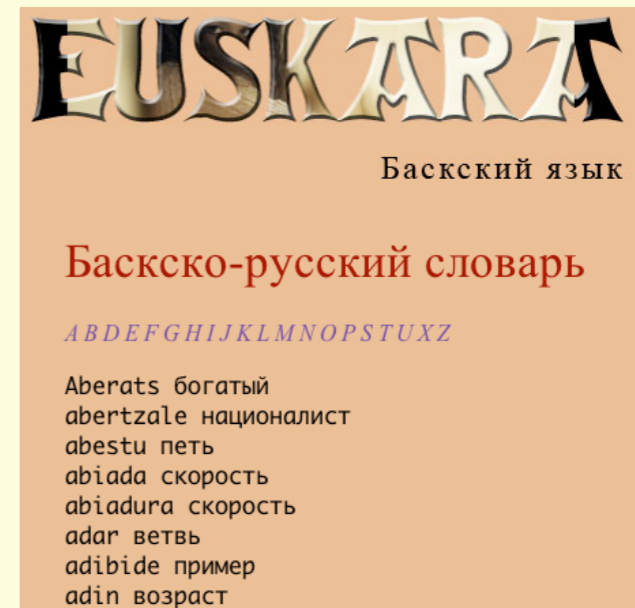 EUSKARA
Баскский язык
Баскско-русский словарь
A B D E F G H I J K L M N O P S T U X Z
Aberats богатый
abertzale националист
abestu петь
abiada скорость
abiadura скорость
adar ветвь
adibide пример
adin возраст